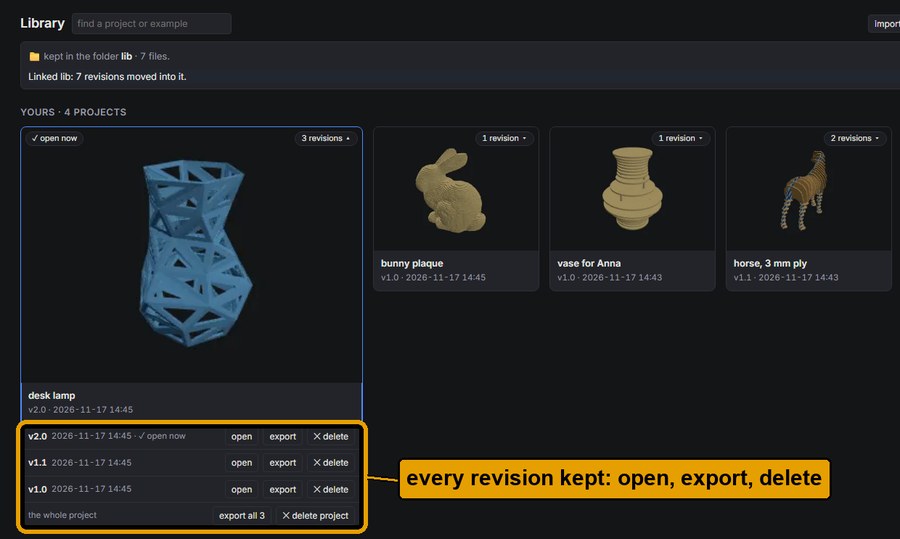 Library find a project or example
Import
kept in the folder lib · 7 files.
Linked lib: 7 revisions moved into it.
YOURS · 4 PROJECTS
✓ open now 3 revisions
1 revision
1 revision
2 revisions
bunny plaque
v1.0 · 2026-11-17 14:45
vase for Anna
v1.0 · 2026-11-17 14:43
horse, 3 mm ply
v1.1 · 2026-11-17 14:43
desk lamp
v2.0 · 2026-11-17 14:45
v2.0 2026-11-17 14:45 · ✓ open now open export ✕ delete
v1.1 2026-11-17 14:45 open export ✕ delete
v1.0 2026-11-17 14:45 open export ✕ delete
the whole project export all 3 ✕ delete project
every revision kept: open, export, delete